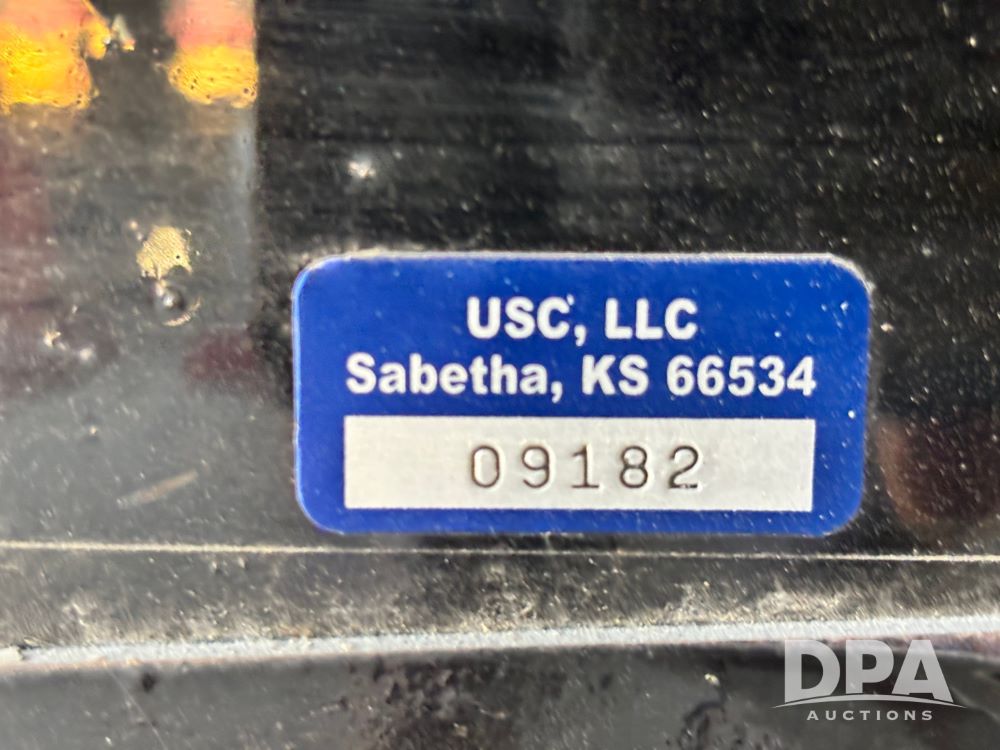 USC, LLC
Sabetha, KS 66534
09182
DPA
AUCTIONS